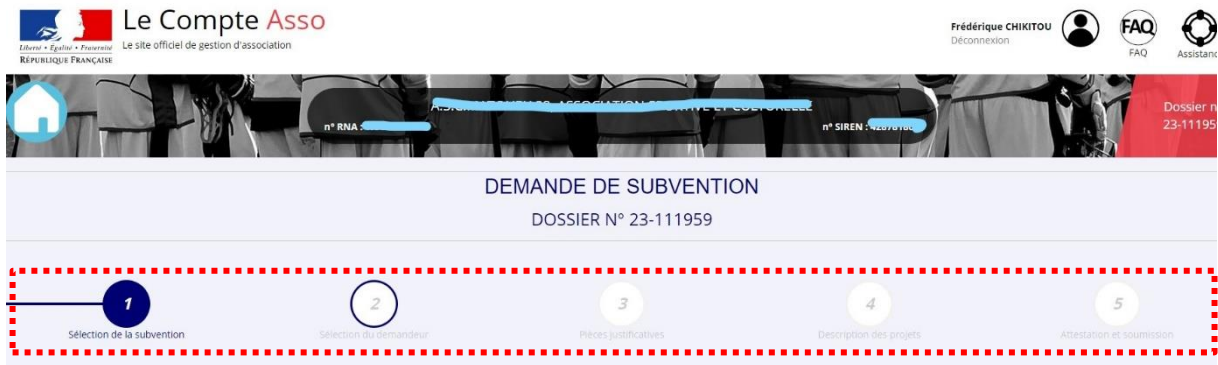 Le Compte Asso
Le site officiel de gestion d'association
Liberté • Égalité • Fraternité
RÉPUBLIQUE FRANÇAISE
Frédérique CHIKITOU
Déconnexion
FAQ
FAQ
Assistanc
n° RNA :
n° SIREN :
Dossier n
23-11195
DEMANDE DE SUBVENTION
DOSSIER N° 23-111959
1
Sélection de la subvention
2
Sélection du demandeur
3
Pièces justificatives
4
Description des projets
5
Attestation et soumission